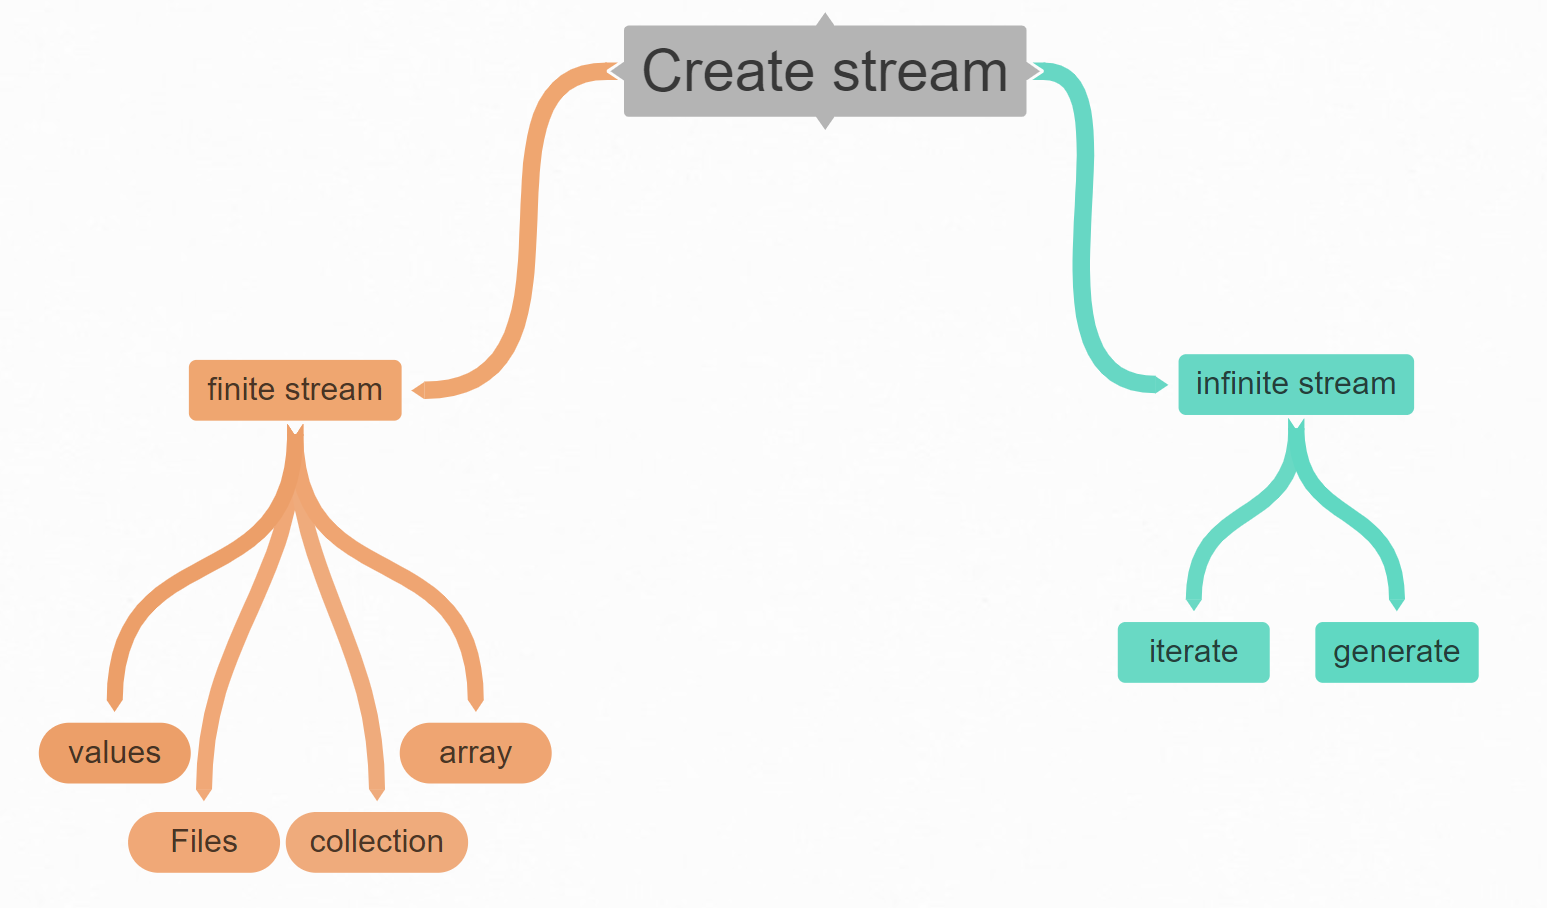 Create stream
finite stream
infinite stream
iterate
generate
values
array
Files
collection